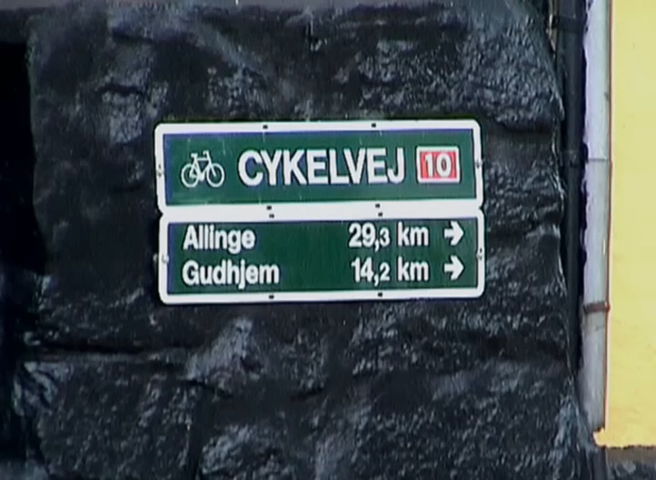 CYKELVEJ 10
Allinge 29,3 km →
Gudhjem 14,2 km →